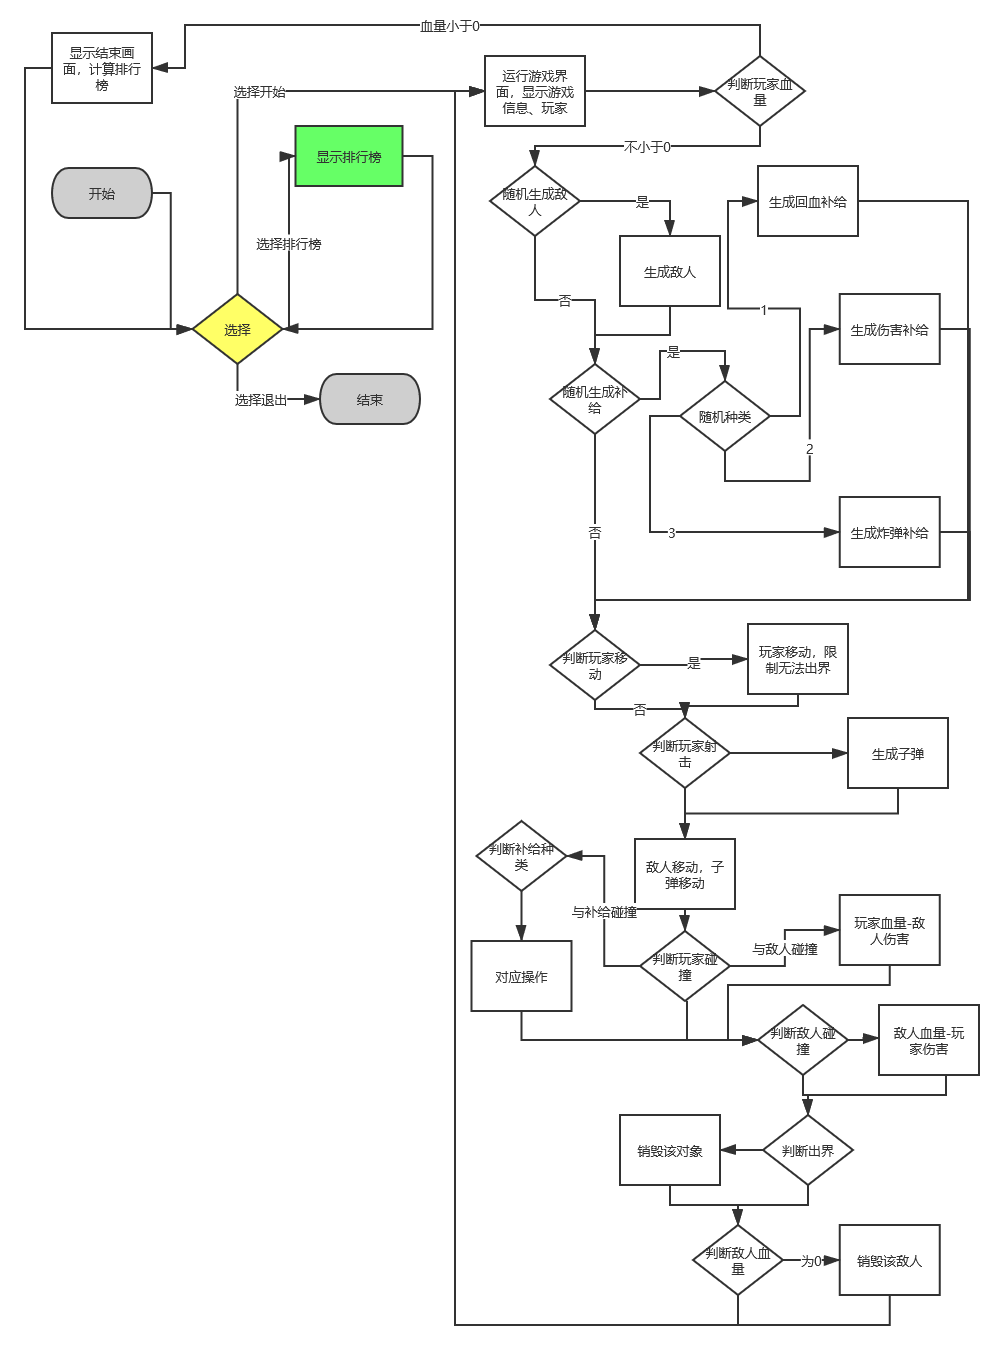 血量小于0
显示结束画
面，计算排行
榜
选择开始
运行游戏界
面，显示游戏
信息、玩家
判断玩家血
量
显示排行榜
不小于0
开始
随机生成敌
人
是
生成回血补给
选择排行榜
生成敌人
否
1
选择
生成伤害补给
是
选择退出
结束
随机生成补
给
随机种类
2
否
3
生成炸弹补给
判断玩家移
动
是
玩家移动，限
制无法出界
否
判断玩家射
击
生成子弹
判断补给种
类
敌人移动，子
弹移动
与补给碰撞
玩家血量-敌
人伤害
与敌人碰撞
判断玩家碰
撞
对应操作
判断敌人碰
撞
敌人血量-玩
家伤害
销毁该对象
判断出界
判断敌人血
量
为0
销毁该敌人